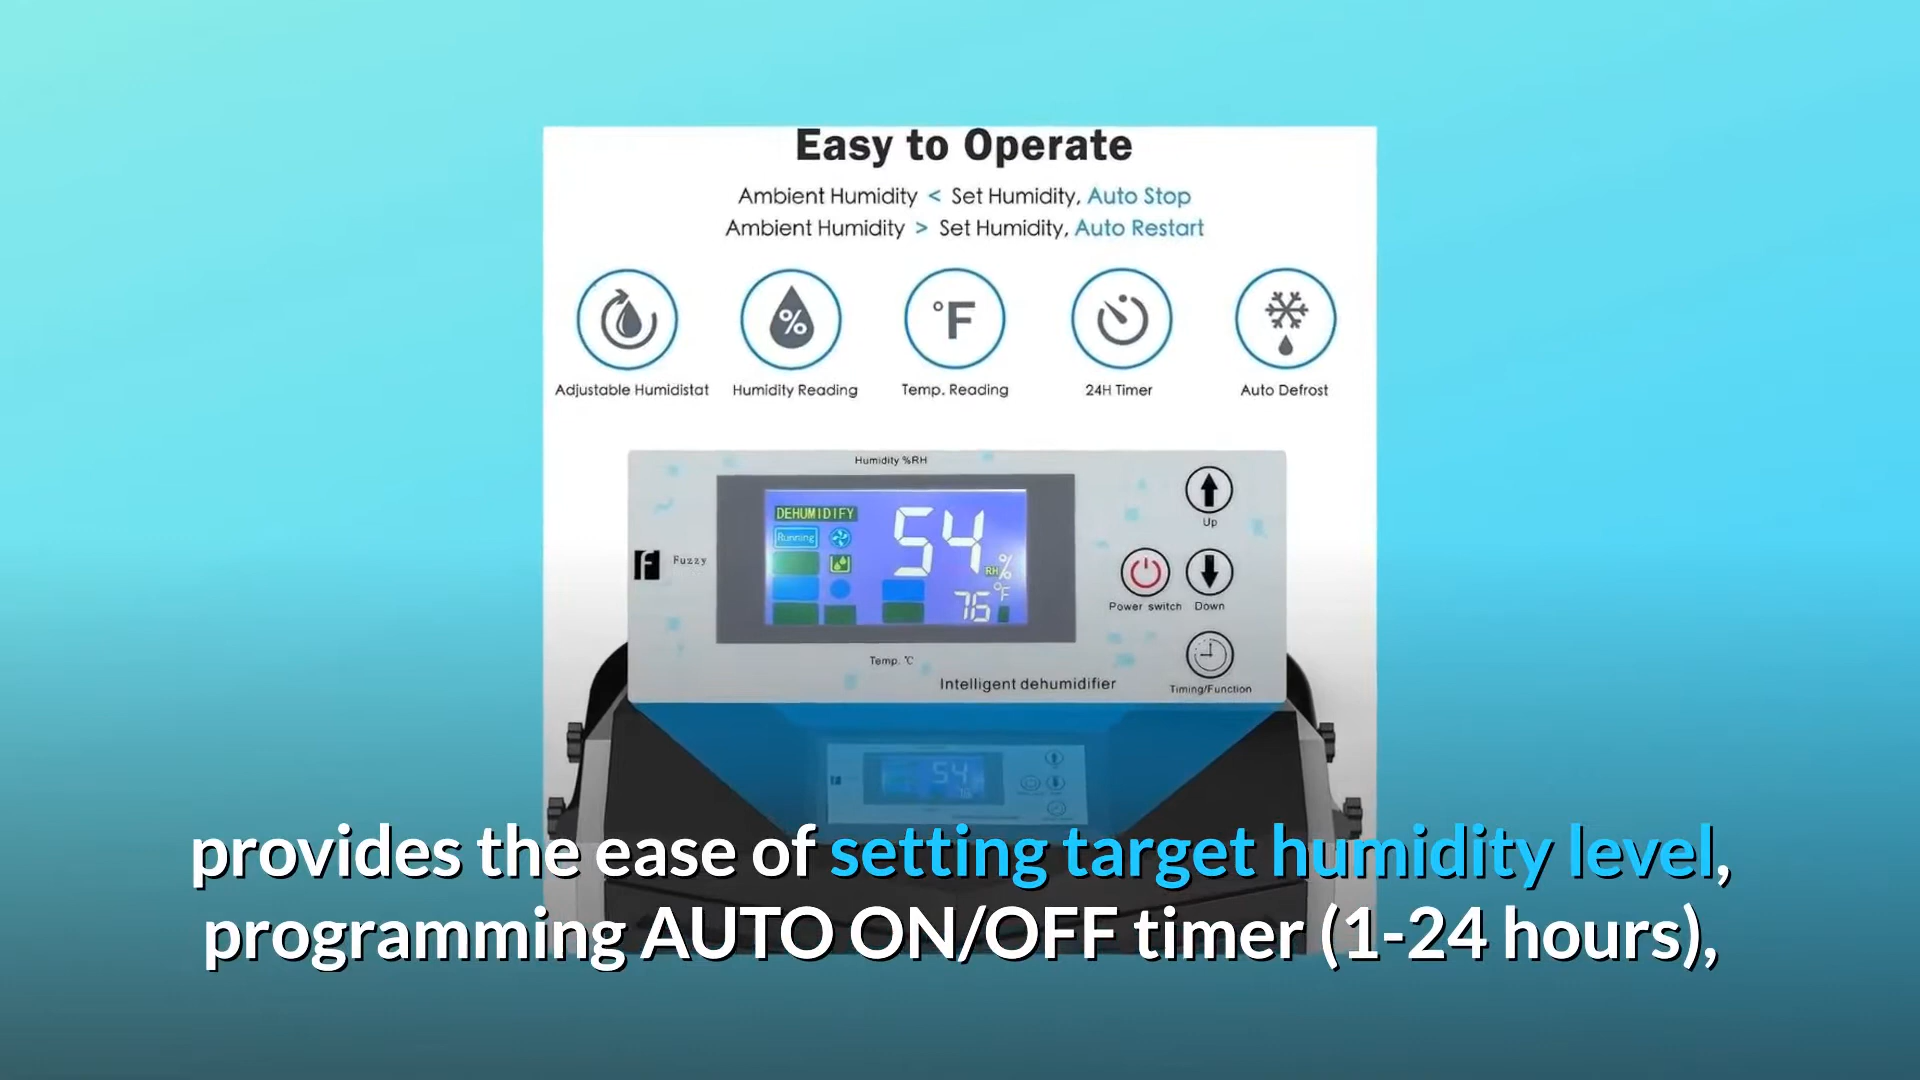 Easy to Operate
Ambient Humidity < Set Humidity, Auto Stop
Ambient Humidity > Set Humidity, Auto Restart
%
°F
Adjustable Humidistat
Humidity Reading
Temp. Reading
24H Timer
Auto Defrost
Humidity %RH
DEHUMIDIFY
Running
54
RH%
76 °F
f Fuzzy
Up
Power switch
Down
Temp. ℃
Intelligent dehumidifier
Timing/Function
54
provides the ease of setting target humidity level,
programming AUTO ON/OFF timer (1-24 hours),